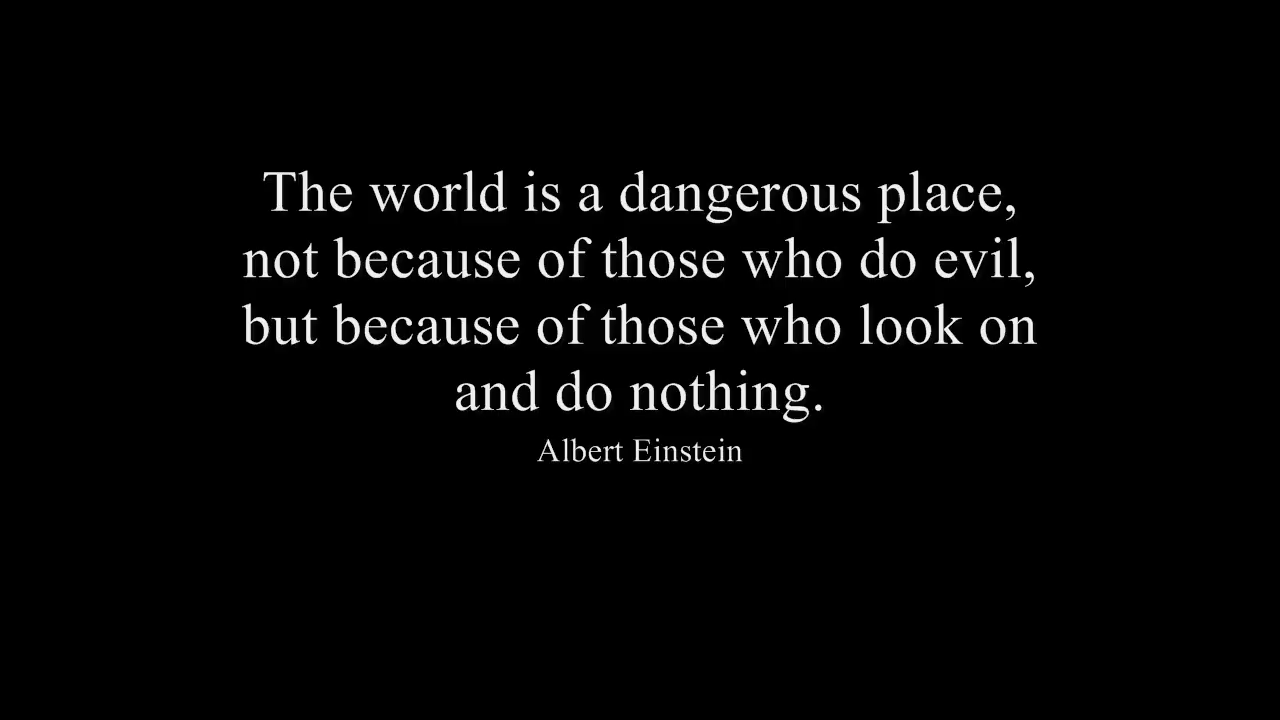 The world is a dangerous place,
not because of those who do evil,
but because of those who look on
and do nothing.
Albert Einstein